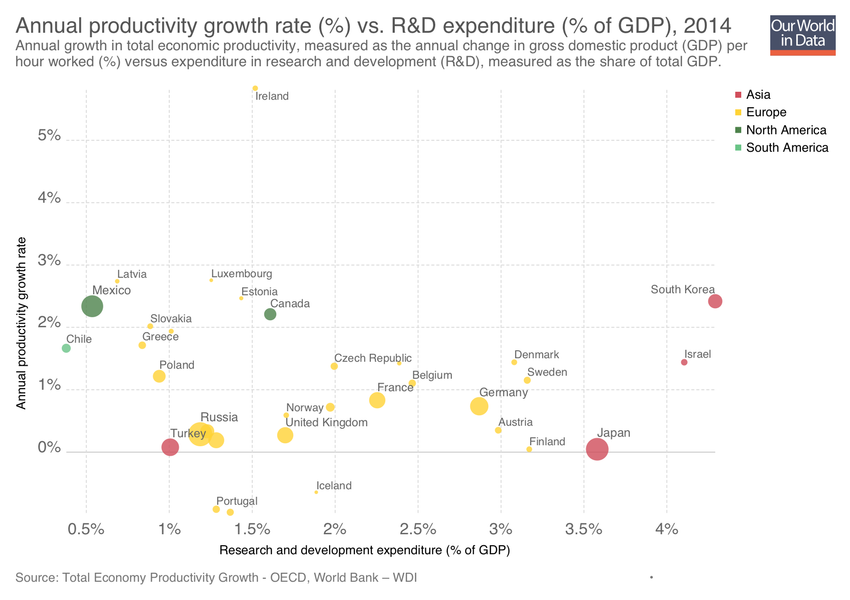 Annual productivity growth rate (%) vs. R&D expenditure (% of GDP), 2014
Annual growth in total economic productivity, measured as the annual change in gross domestic product (GDP) per
hour worked (%) versus expenditure in research and development (R&D), measured as the share of total GDP.
Our World
in Data
Asia
Europe
North America
South America
Annual productivity growth rate
5%
4%
3%
2%
1%
0%
Ireland
Latvia
Luxembourg
Mexico
Estonia
Canada
South Korea
Slovakia
Chile
Greece
Czech Republic
Denmark
Israel
Poland
Belgium
Sweden
France
Germany
Norway
Russia
United Kingdom
Austria
Turkey
Japan
Finland
Iceland
Portugal
0.5%
1%
1.5%
2%
2.5%
3%
3.5%
4%
Research and development expenditure (% of GDP)
Source: Total Economy Productivity Growth - OECD, World Bank – WDI